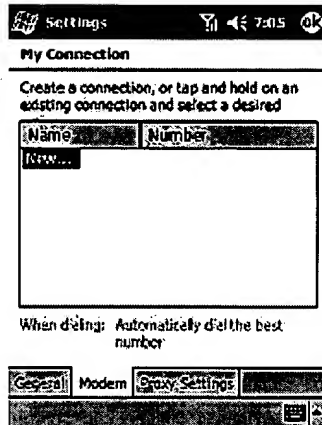 Settings 7:05 ok
My Connection
Create a connection, or tap and hold on an
existing connection and select a desired
Name Number
New...
When dialing: Automatically dial the best
number
General Modem Proxy Settings